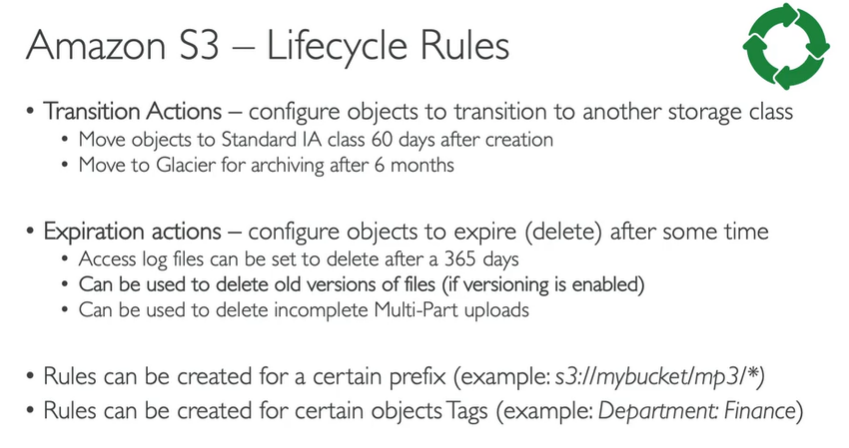 Amazon S3 – Lifecycle Rules
• Transition Actions – configure objects to transition to another storage class
• Move objects to Standard IA class 60 days after creation
• Move to Glacier for archiving after 6 months
• Expiration actions – configure objects to expire (delete) after some time
• Access log files can be set to delete after a 365 days
• Can be used to delete old versions of files (if versioning is enabled)
• Can be used to delete incomplete Multi-Part uploads
• Rules can be created for a certain prefix (example: s3://mybucket/mp3/*)
• Rules can be created for certain objects Tags (example: Department: Finance)